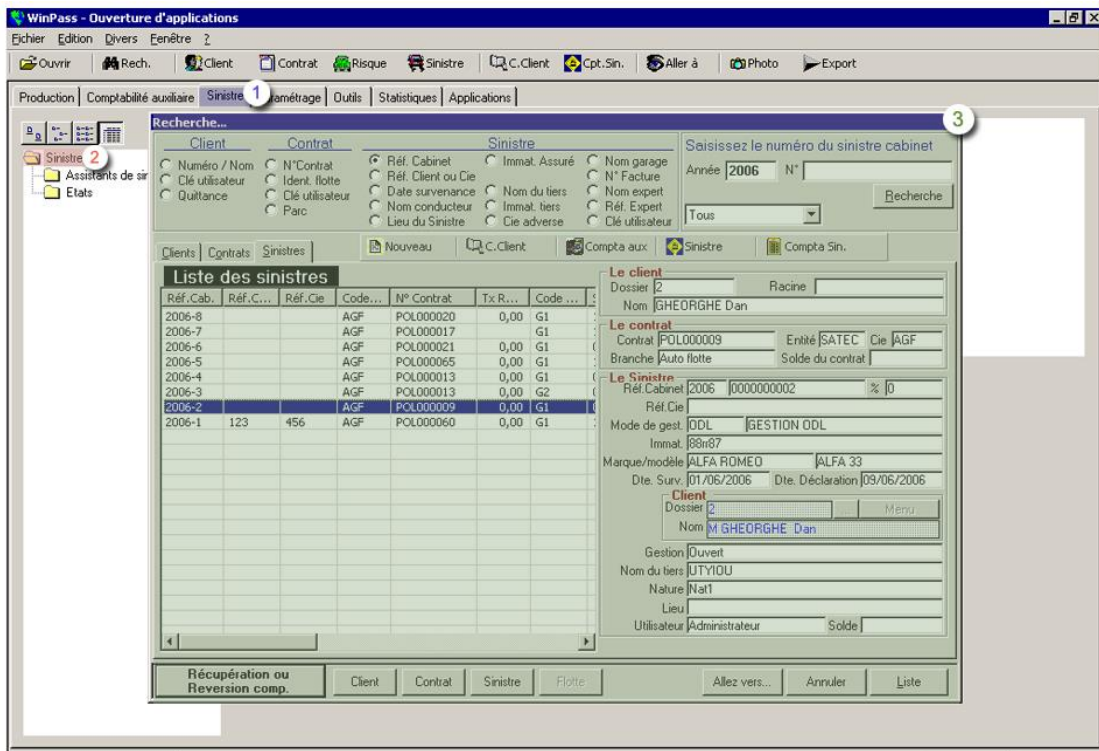 WinPass - Ouverture d'applications
Fichier Edition Divers Fenêtre ?
Ouvrir Rech. Client Contrat Risque Sinistre C.Client Cpt.Sin. Aller à Photo Export
Production Comptabilité auxiliaire Sinistre 1 Paramétrage Outils Statistiques Applications
Sinistre 2
Assistants de sin
Etats
Recherche... 3
Client Contrat Sinistre
Numéro / Nom
Clé utilisateur
Quittance
N°Contrat
Ident. flotte
Clé utilisateur
Parc
Réf. Cabinet
Réf. Client ou Cie
Date survenance
Nom conducteur
Lieu du Sinistre
Immat. Assuré
Nom du tiers
Immat. tiers
Cie adverse
Nom garage
N° Facture
Nom expert
Réf. Expert
Clé utilisateur
Saisissez le numéro du sinistre cabinet
Année 2006 N°
Recherche
Tous
Clients Contrats Sinistres
Nouveau C.Client Compta aux Sinistre Compta Sin.
Liste des sinistres
Réf.Cab. Réf.C... Réf.Cie Code... N° Contrat Tx R... Code ...
2006-8 AGF POL000020 0,00 G1
2006-7 AGF POL000017 G1
2006-6 AGF POL000021 0,00 G1
2006-5 AGF POL000065 0,00 G1
2006-4 AGF POL000013 0,00 G1
2006-3 AGF POL000013 0,00 G2
2006-2 AGF POL000009 0,00 G1
2006-1 123 456 AGF POL000060 0,00 G1
Le client
Dossier 2 Racine
Nom GHEORGHE Dan
Le contrat
Contrat POL000009 Entité SATEC Cie AGF
Branche Auto flotte Solde du contrat
Le Sinistre
Réf.Cabinet 2006 0000000002 % 0
Réf.Cie
Mode de gest. ODL GESTION ODL
Immat. 88rr87
Marque/modèle ALFA ROMEO ALFA 33
Dte. Surv. 01/06/2006 Dte. Déclaration 09/06/2006
Client
Dossier 2 ... Menu
Nom M GHEORGHE Dan
Gestion Ouvert
Nom du tiers UTYIOU
Nature Nat1
Lieu
Utilisateur Administrateur Solde
Récupération ou
Reversion comp.
Client Contrat Sinistre Flotte Allez vers... Annuler Liste